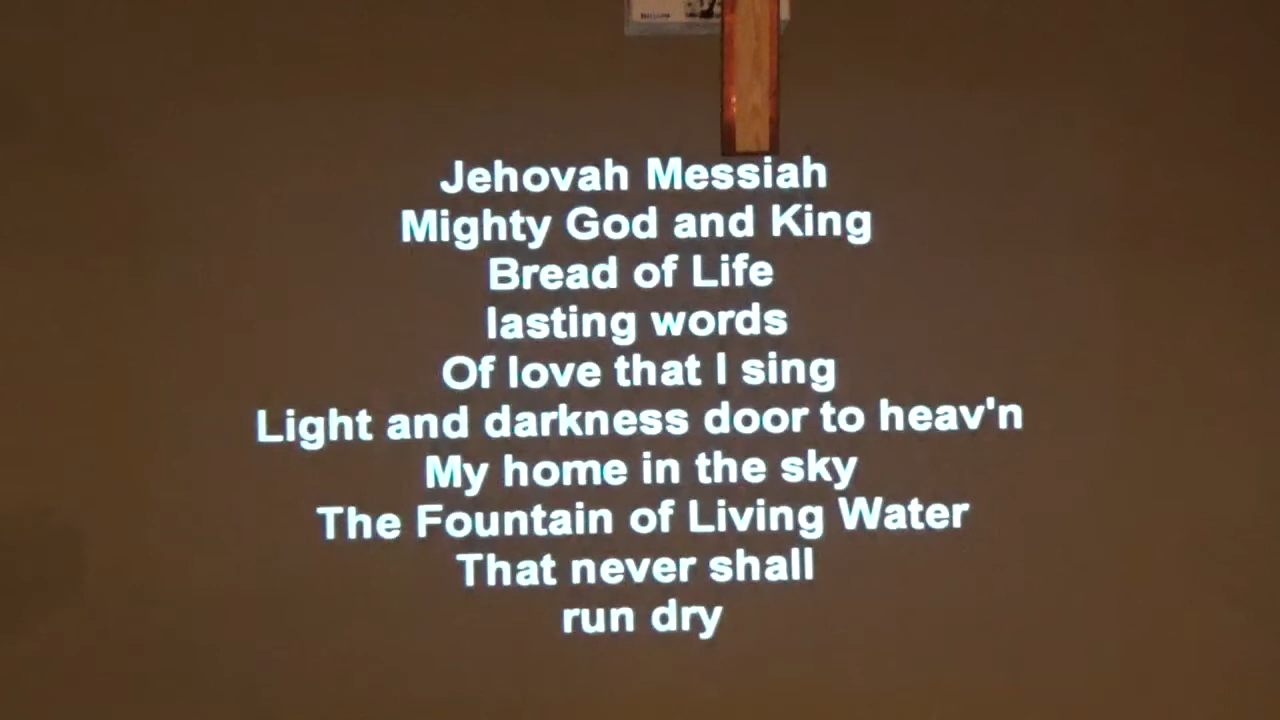 Jehovah Messiah
Mighty God and King
Bread of Life
lasting words
Of love that I sing
Light and darkness door to heav'n
My home in the sky
The Fountain of Living Water
That never shall
run dry